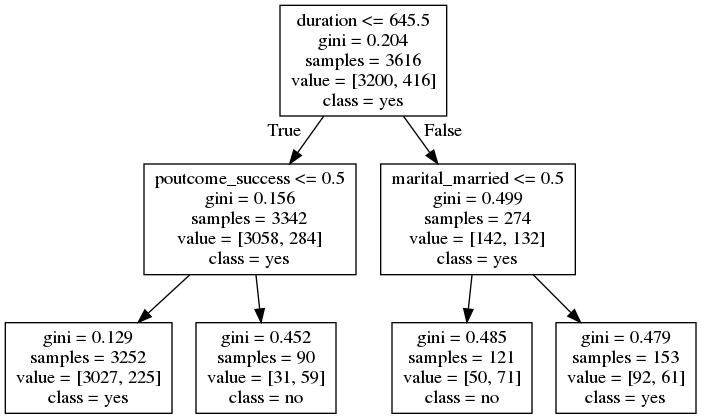 duration <= 645.5
gini = 0.204
samples = 3616
value = [3200, 416]
class = yes
True
False
poutcome_success <= 0.5
gini = 0.156
samples = 3342
value = [3058, 284]
class = yes
marital_married <= 0.5
gini = 0.499
samples = 274
value = [142, 132]
class = yes
gini = 0.129
samples = 3252
value = [3027, 225]
class = yes
gini = 0.452
samples = 90
value = [31, 59]
class = no
gini = 0.485
samples = 121
value = [50, 71]
class = no
gini = 0.479
samples = 153
value = [92, 61]
class = yes